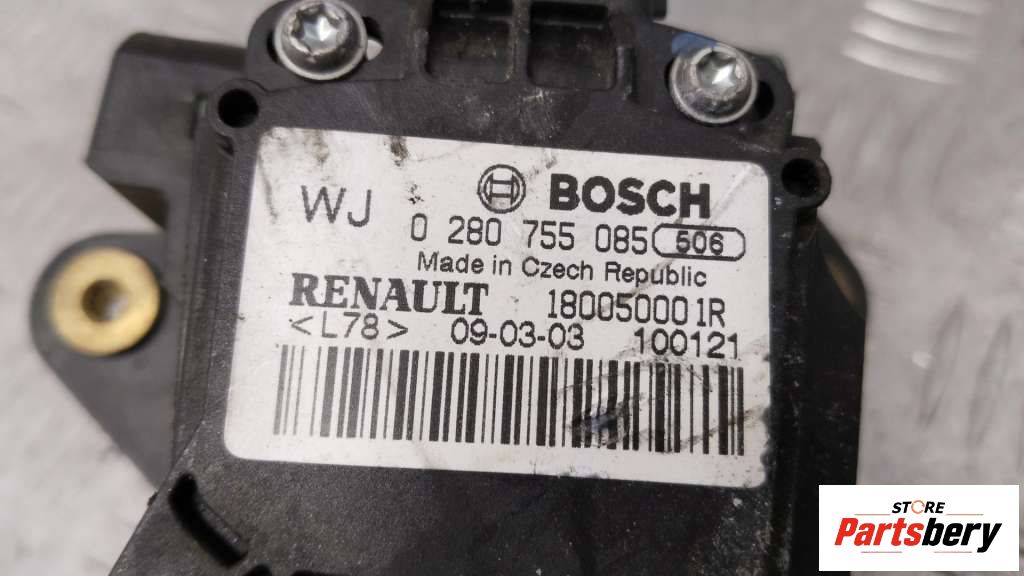 BOSCH
WJ 0 280 755 085 506
Made in Czech Republic
RENAULT 180050001R
<L78> 09-03-03 100121
STORE
Partsbery